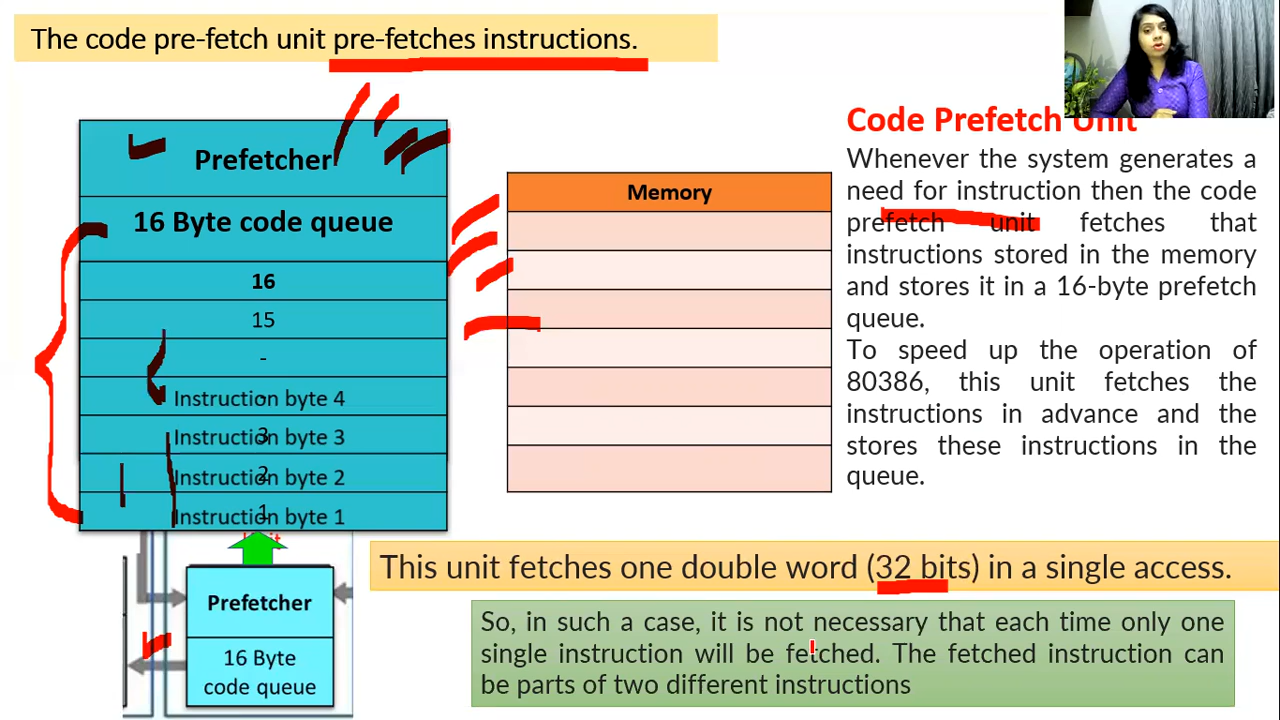 The code pre-fetch unit pre-fetches instructions.
Prefetcher
16 Byte code queue
16
15
-
Instruction byte 4
Instruction byte 3
3
Instruction byte 2
2
Instruction byte 1
1
Prefetcher
16 Byte
code queue
Memory
Code Prefetch Unit
Whenever the system generates a
need for instruction then the code
prefetch unit fetches that
instructions stored in the memory
and stores it in a 16-byte prefetch
queue.
To speed up the operation of
80386, this unit fetches the
instructions in advance and the
stores these instructions in the
queue.
This unit fetches one double word (32 bits) in a single access.
So, in such a case, it is not necessary that each time only one
single instruction will be fetched. The fetched instruction can
be parts of two different instructions